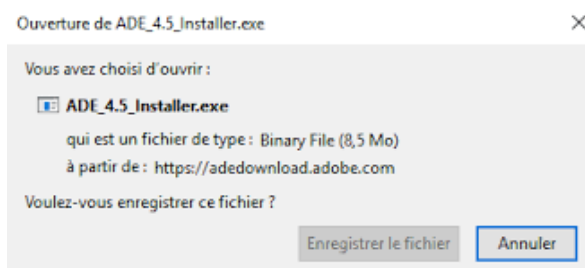 Ouverture de ADE_4.5_Installer.exe
Vous avez choisi d'ouvrir :
ADE_4.5_Installer.exe
qui est un fichier de type : Binary File (8,5 Mo)
à partir de : https://adedownload.adobe.com
Voulez-vous enregistrer ce fichier ?
Enregistrer le fichier Annuler